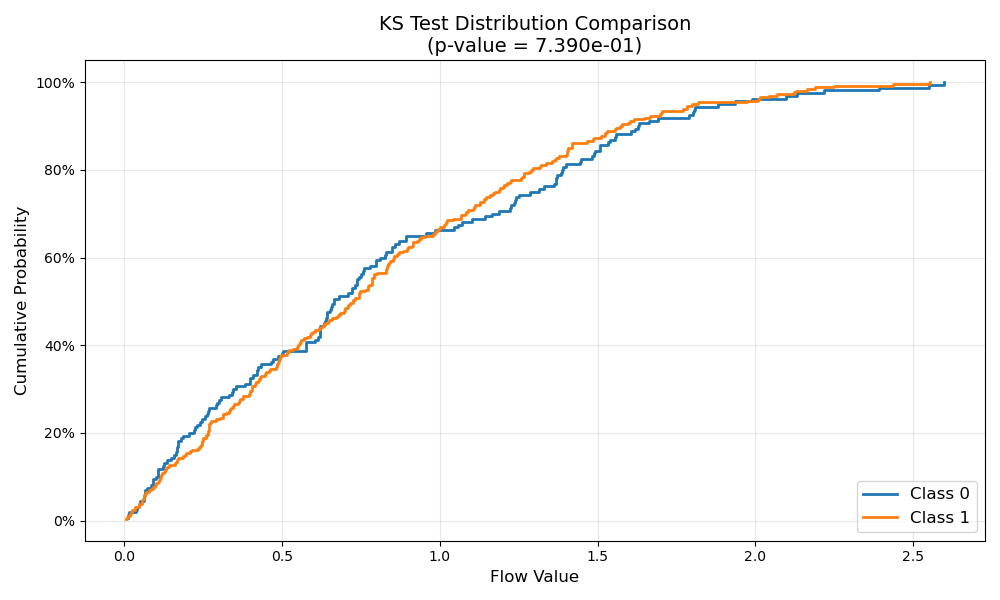 KS Test Distribution Comparison
(p-value = 7.390e-01)
Cumulative Probability
100%
80%
60%
40%
20%
0%
0.0 0.5 1.0 1.5 2.0 2.5
Flow Value
Class 0
Class 1